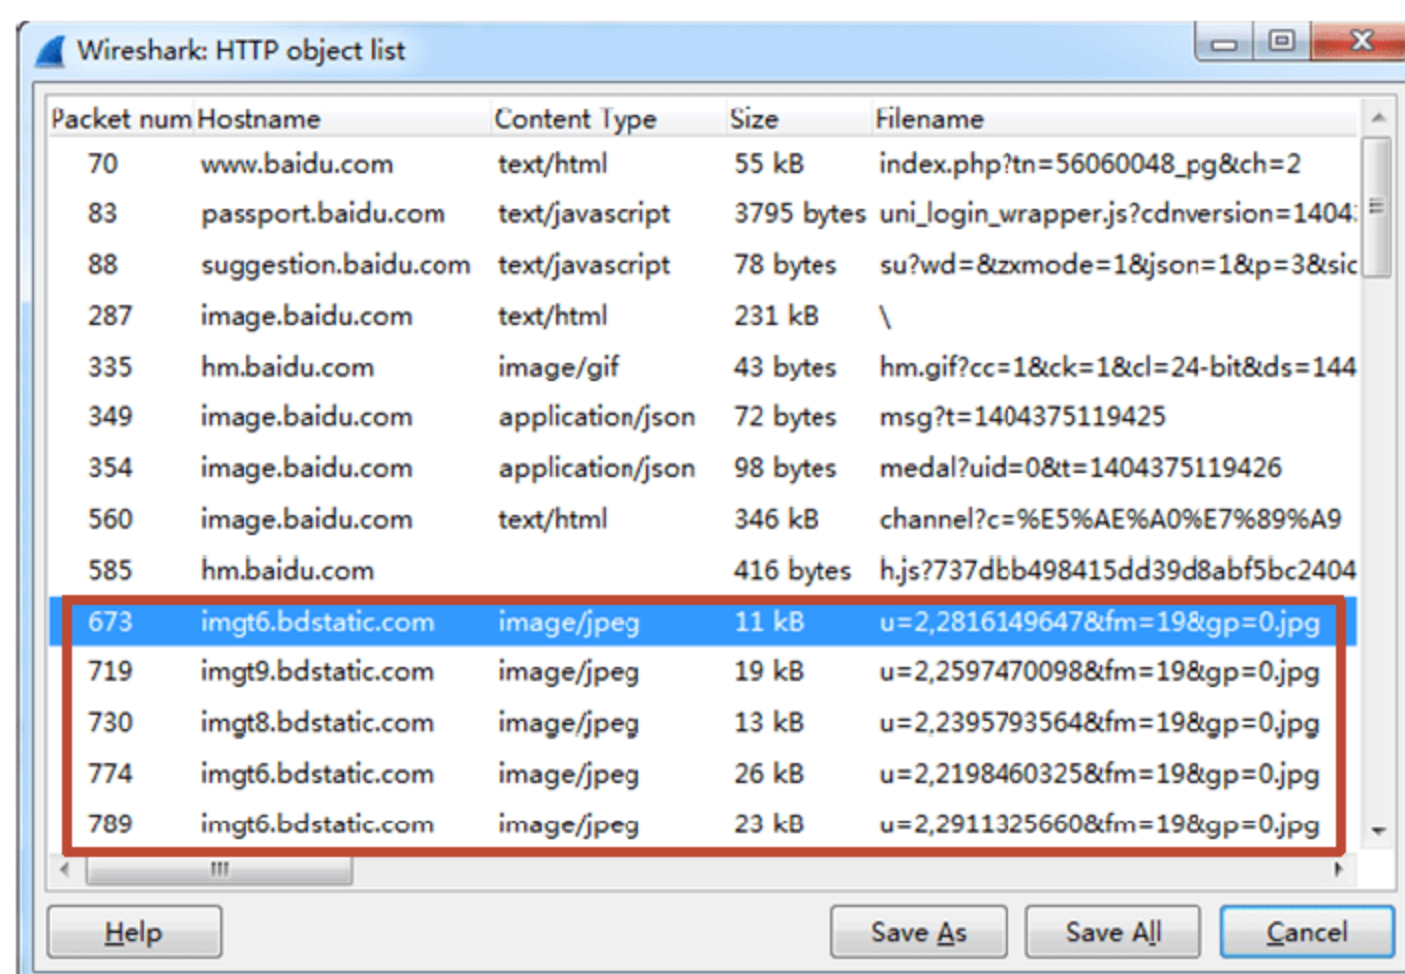 Wireshark: HTTP object list
Packet num Hostname Content Type Size Filename
70 www.baidu.com text/html 55 kB index.php?tn=56060048_pg&ch=2
83 passport.baidu.com text/javascript 3795 bytes uni_login_wrapper.js?cdnversion=1404
88 suggestion.baidu.com text/javascript 78 bytes su?wd=&zxmode=1&json=1&p=3&sic
287 image.baidu.com text/html 231 kB \
335 hm.baidu.com image/gif 43 bytes hm.gif?cc=1&ck=1&cl=24-bit&ds=144
349 image.baidu.com application/json 72 bytes msg?t=1404375119425
354 image.baidu.com application/json 98 bytes medal?uid=0&t=1404375119426
560 image.baidu.com text/html 346 kB channel?c=%E5%AE%A0%E7%89%A9
585 hm.baidu.com 416 bytes h.js?737dbb498415dd39d8abf5bc2404
673 imgt6.bdstatic.com image/jpeg 11 kB u=2,2816149647&fm=19&gp=0.jpg
719 imgt9.bdstatic.com image/jpeg 19 kB u=2,2597470098&fm=19&gp=0.jpg
730 imgt8.bdstatic.com image/jpeg 13 kB u=2,2395793564&fm=19&gp=0.jpg
774 imgt6.bdstatic.com image/jpeg 26 kB u=2,2198460325&fm=19&gp=0.jpg
789 imgt6.bdstatic.com image/jpeg 23 kB u=2,2911325660&fm=19&gp=0.jpg
Help Save As Save All Cancel